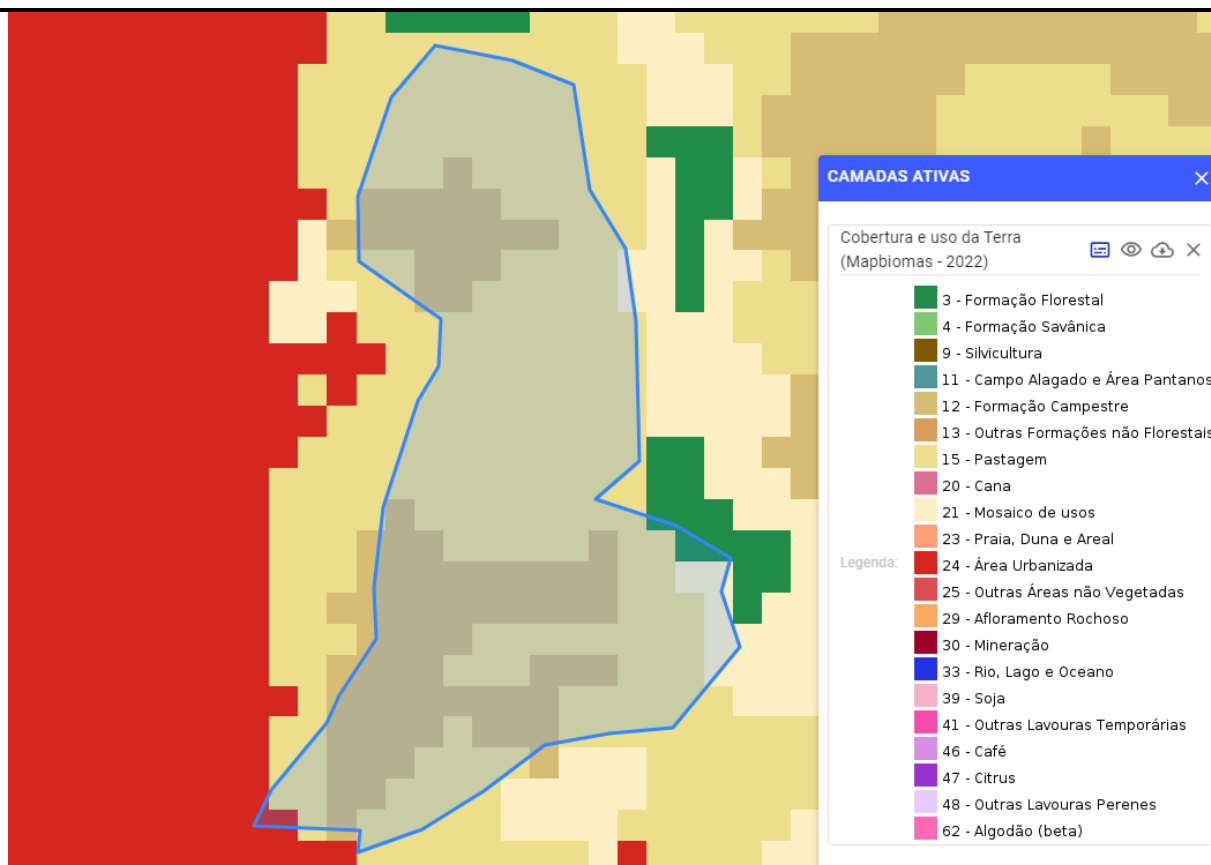 CAMADAS ATIVAS
Cobertura e uso da Terra
(Mapbiomas - 2022)
3 - Formação Florestal
4 - Formação Savânica
9 - Silvicultura
11 - Campo Alagado e Área Pantanos
12 - Formação Campestre
13 - Outras Formações não Florestais
15 - Pastagem
20 - Cana
21 - Mosaico de usos
23 - Praia, Duna e Areal
Legenda:
24 - Área Urbanizada
25 - Outras Áreas não Vegetadas
29 - Afloramento Rochoso
30 - Mineração
33 - Rio, Lago e Oceano
39 - Soja
41 - Outras Lavouras Temporárias
46 - Café
47 - Citrus
48 - Outras Lavouras Perenes
62 - Algodão (beta)